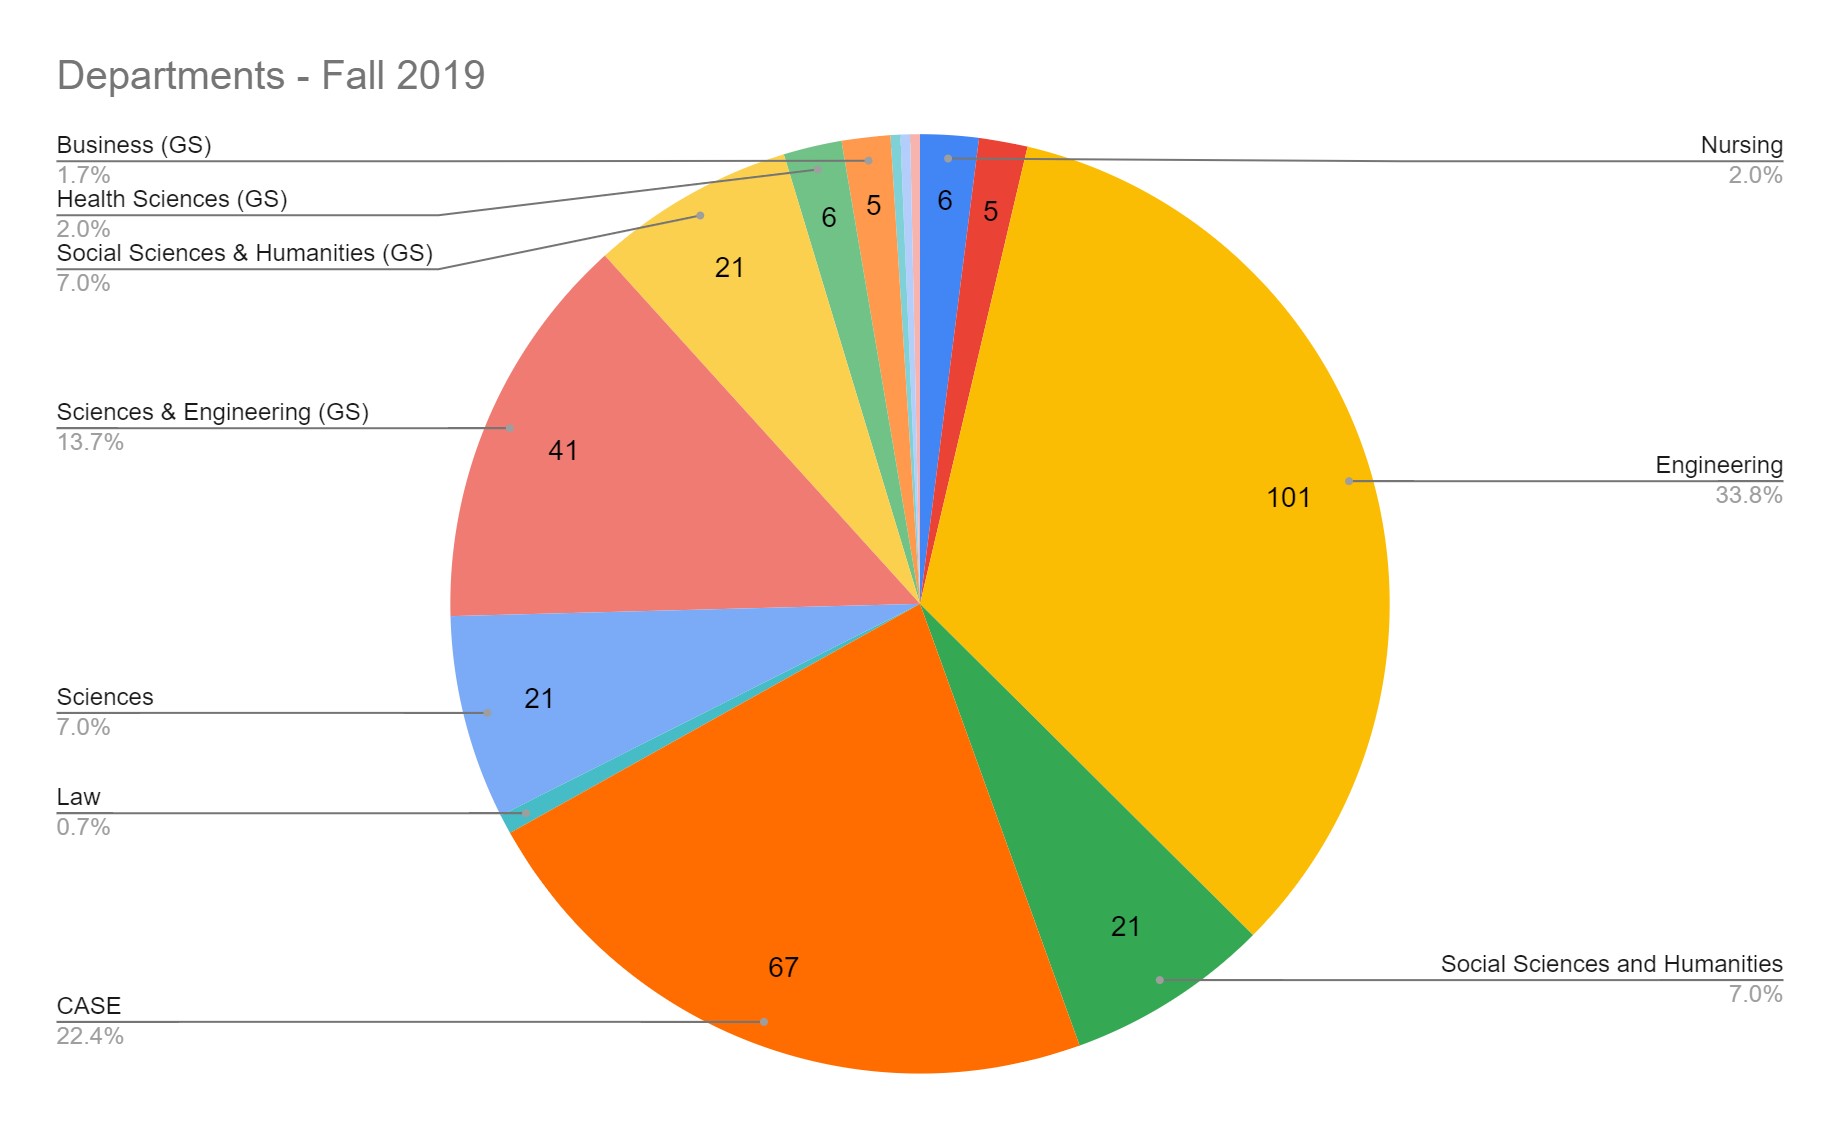 Departments - Fall 2019
Business (GS)
1.7%
Health Sciences (GS)
2.0%
Social Sciences & Humanities (GS)
7.0%
Sciences & Engineering (GS)
13.7%
Sciences
7.0%
Law
0.7%
CASE
22.4%
Nursing
2.0%
Engineering
33.8%
Social Sciences and Humanities
7.0%
6
5
101
21
67
21
41
21
6
5